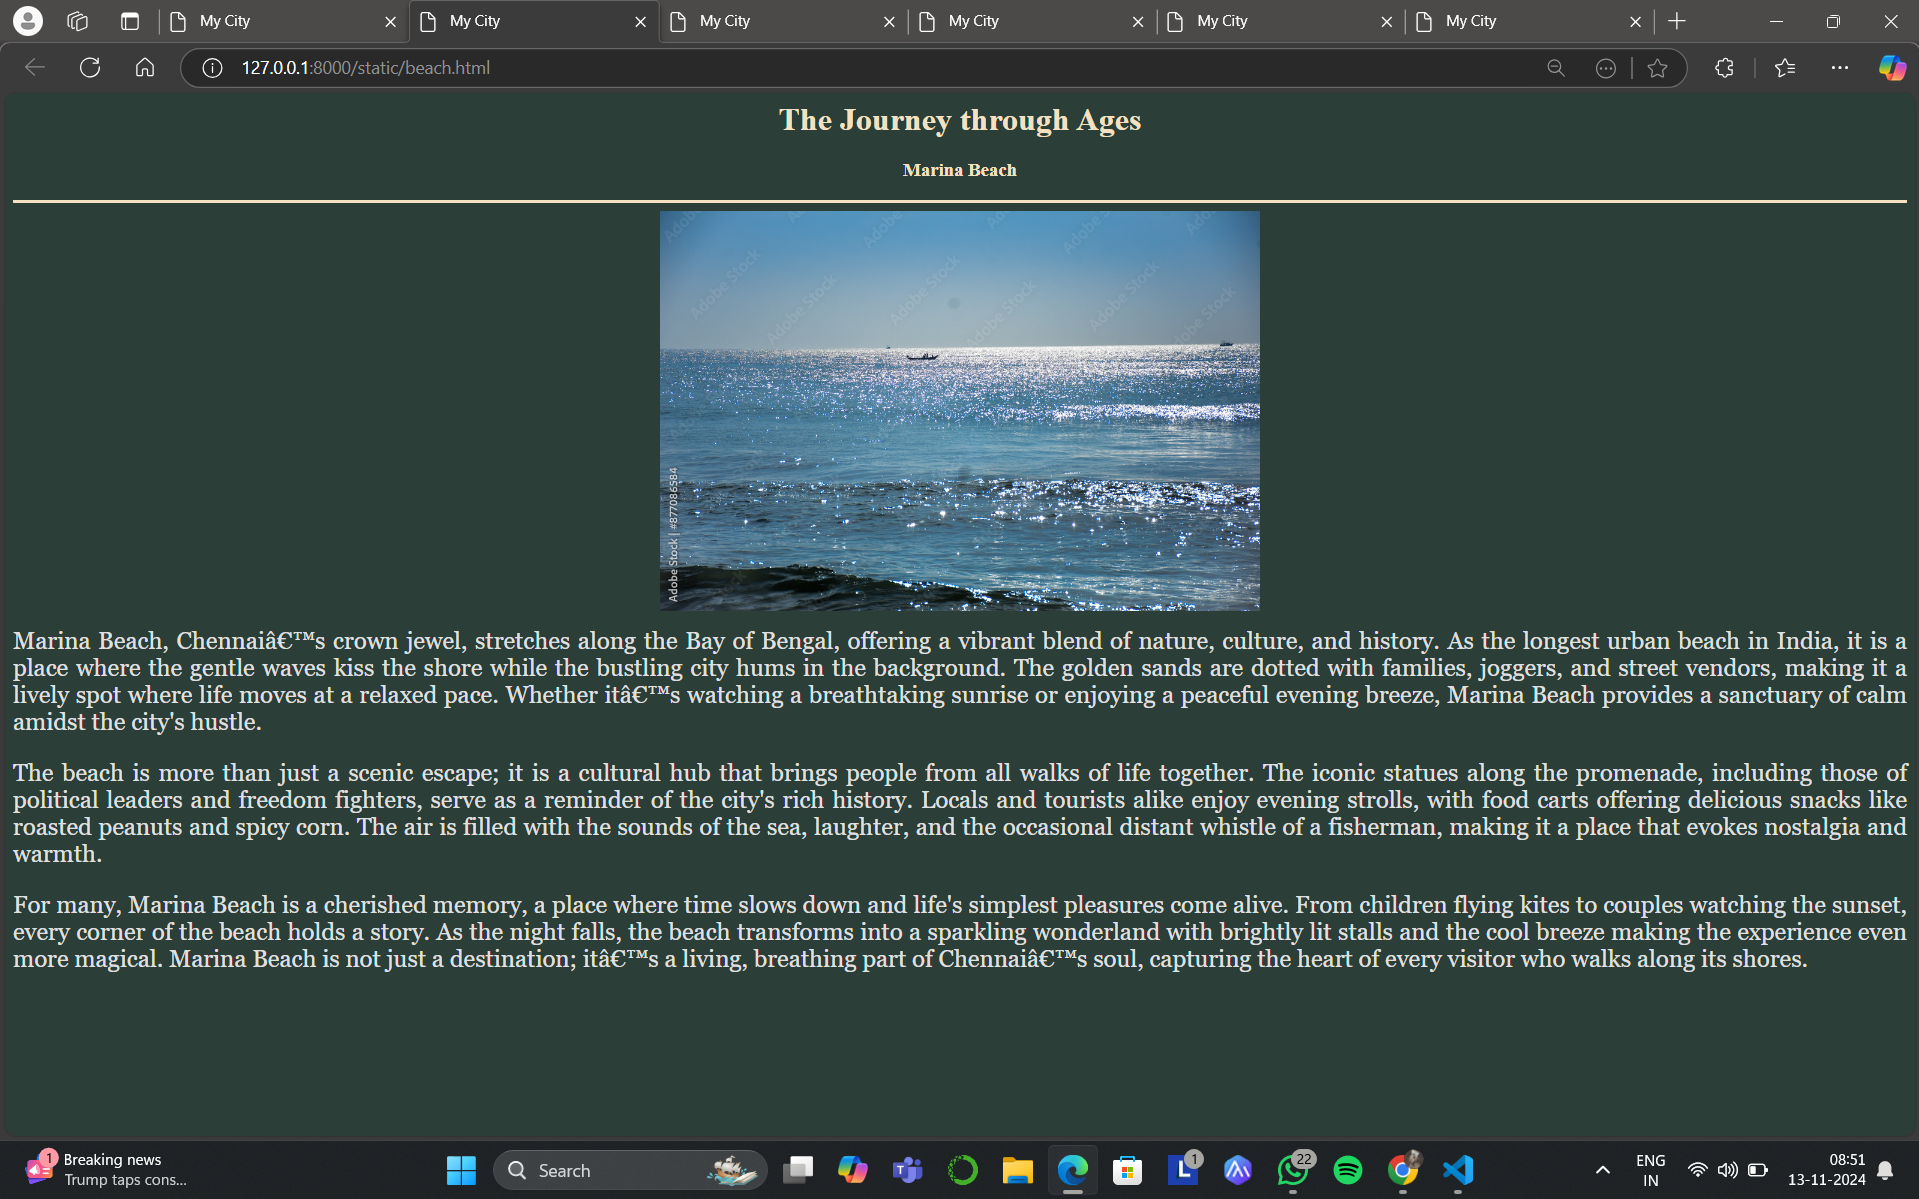 My City
My City
My City
My City
My City
My City
127.0.0.1:8000/static/beach.html
The Journey through Ages
Marina Beach
Adobe Stock
Adobe Stock
Adobe Stock
Adobe Stock
Adobe Stock
Adobe Stock | #877086584
Marina Beach, Chennaiâ€™s crown jewel, stretches along the Bay of Bengal, offering a vibrant blend of nature, culture, and history. As the longest urban beach in India, it is a
place where the gentle waves kiss the shore while the bustling city hums in the background. The golden sands are dotted with families, joggers, and street vendors, making it a
lively spot where life moves at a relaxed pace. Whether itâ€™s watching a breathtaking sunrise or enjoying a peaceful evening breeze, Marina Beach provides a sanctuary of calm
amidst the city's hustle.
The beach is more than just a scenic escape; it is a cultural hub that brings people from all walks of life together. The iconic statues along the promenade, including those of
political leaders and freedom fighters, serve as a reminder of the city's rich history. Locals and tourists alike enjoy evening strolls, with food carts offering delicious snacks like
roasted peanuts and spicy corn. The air is filled with the sounds of the sea, laughter, and the occasional distant whistle of a fisherman, making it a place that evokes nostalgia and
warmth.
For many, Marina Beach is a cherished memory, a place where time slows down and life's simplest pleasures come alive. From children flying kites to couples watching the sunset,
every corner of the beach holds a story. As the night falls, the beach transforms into a sparkling wonderland with brightly lit stalls and the cool breeze making the experience even
more magical. Marina Beach is not just a destination; itâ€™s a living, breathing part of Chennaiâ€™s soul, capturing the heart of every visitor who walks along its shores.
1
Breaking news
Trump taps cons...
Search
L
1
22
ENG
IN
08:51
13-11-2024